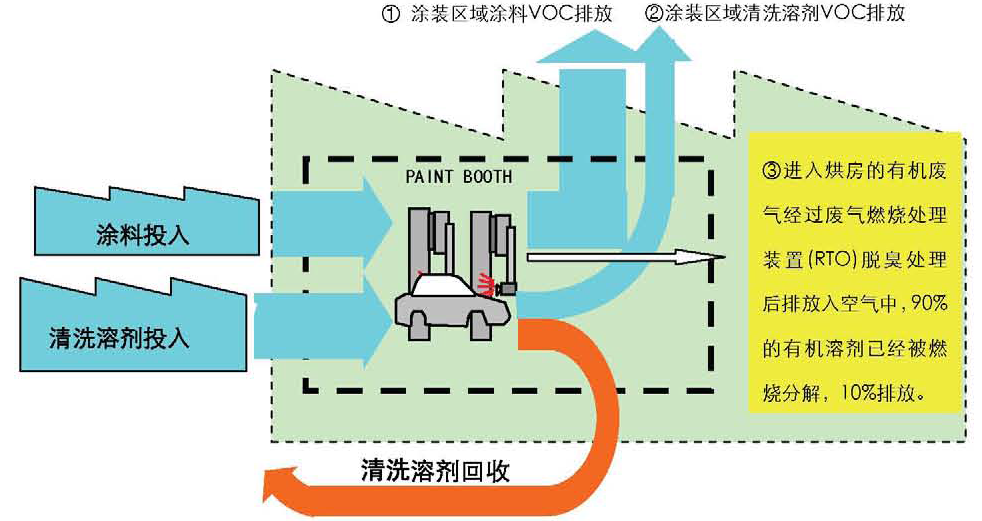 ① 涂装区域涂料VOC排放
②涂装区域清洗溶剂VOC排放
PAINT BOOTH
涂料投入
清洗溶剂投入
③进入烘房的有机废
气经过废气燃烧处理
装置(RTO)脱臭处理
后排放入空气中,90%
的有机溶剂已经被燃
烧分解，10%排放。
清洗溶剂回收